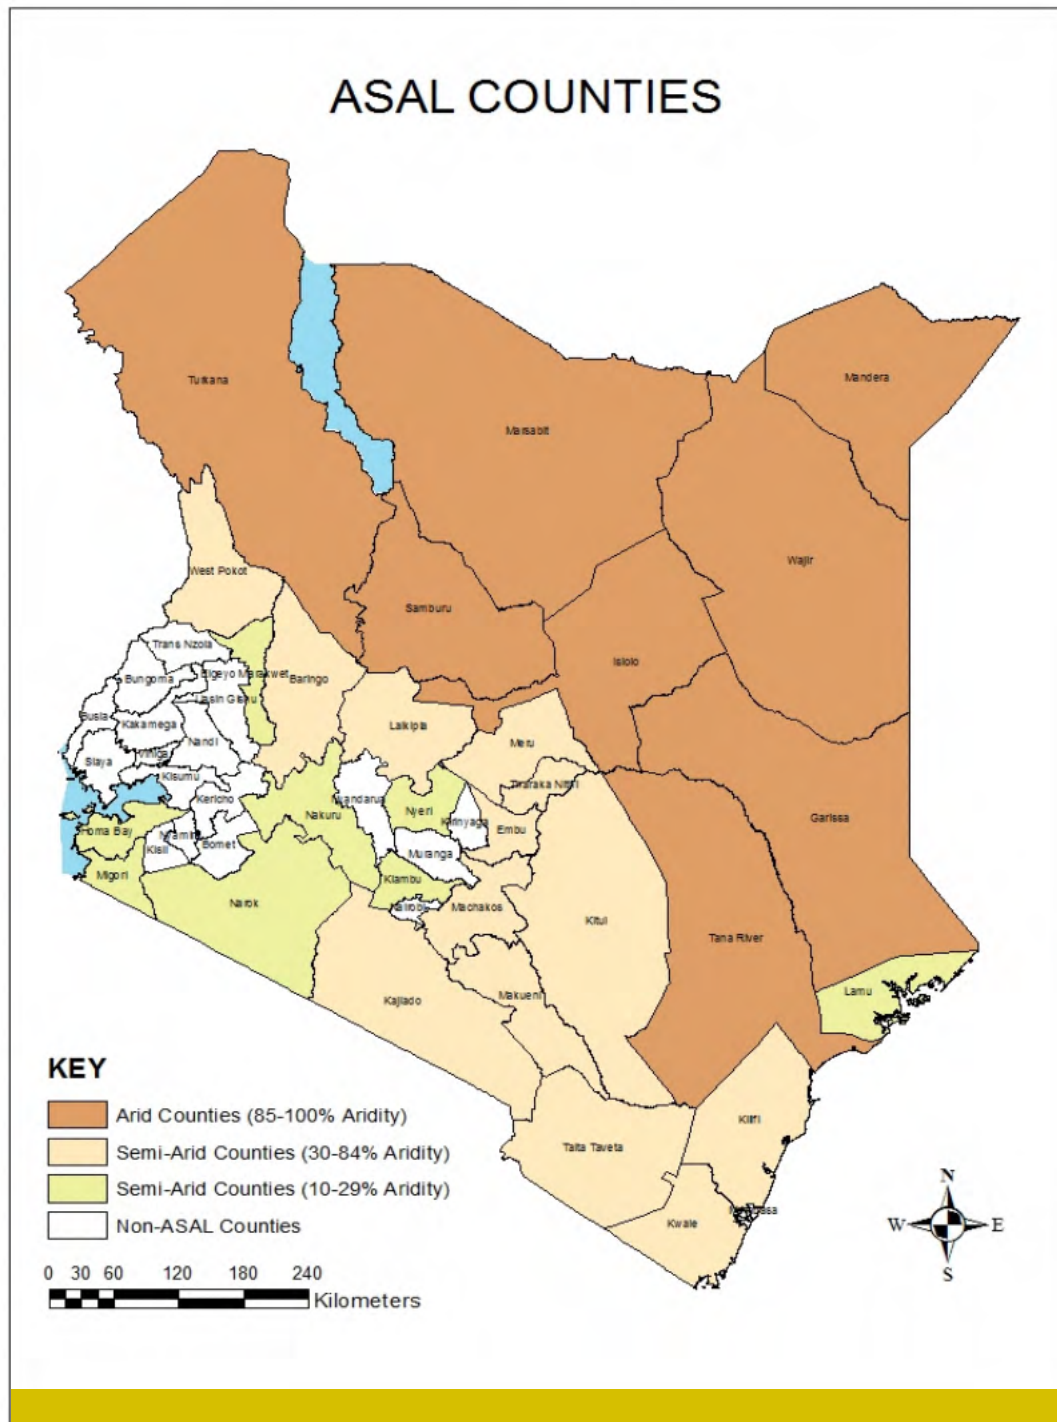 ASAL COUNTIES
Turkana
Marsabit
Mandera
Wajir
West Pokot
Samburu
Isiolo
Trans Nzoia
Elgeyo Marakwet
Bungoma
Baringo
Uasin Gishu
Busia
Kakamega
Laikipia
Nandi
Meru
Vihiga
Siaya
Kisumu
Tharaka Nithi
Kericho
Nyandarua
Nakuru
Nyeri
Kirinyaga
Garissa
Homa Bay
Nyamira
Embu
Kisii
Bomet
Muranga
Migori
Kiambu
Narok
Nairobi
Machakos
Kitui
Tana River
Lamu
Kajiado
Makueni
Kilifi
Taita Taveta
Mombasa
Kwale
KEY
Arid Counties (85-100% Aridity)
Semi-Arid Counties (30-84% Aridity)
Semi-Arid Counties (10-29% Aridity)
Non-ASAL Counties
0 30 60 120 180 240
Kilometers
N
W E
S